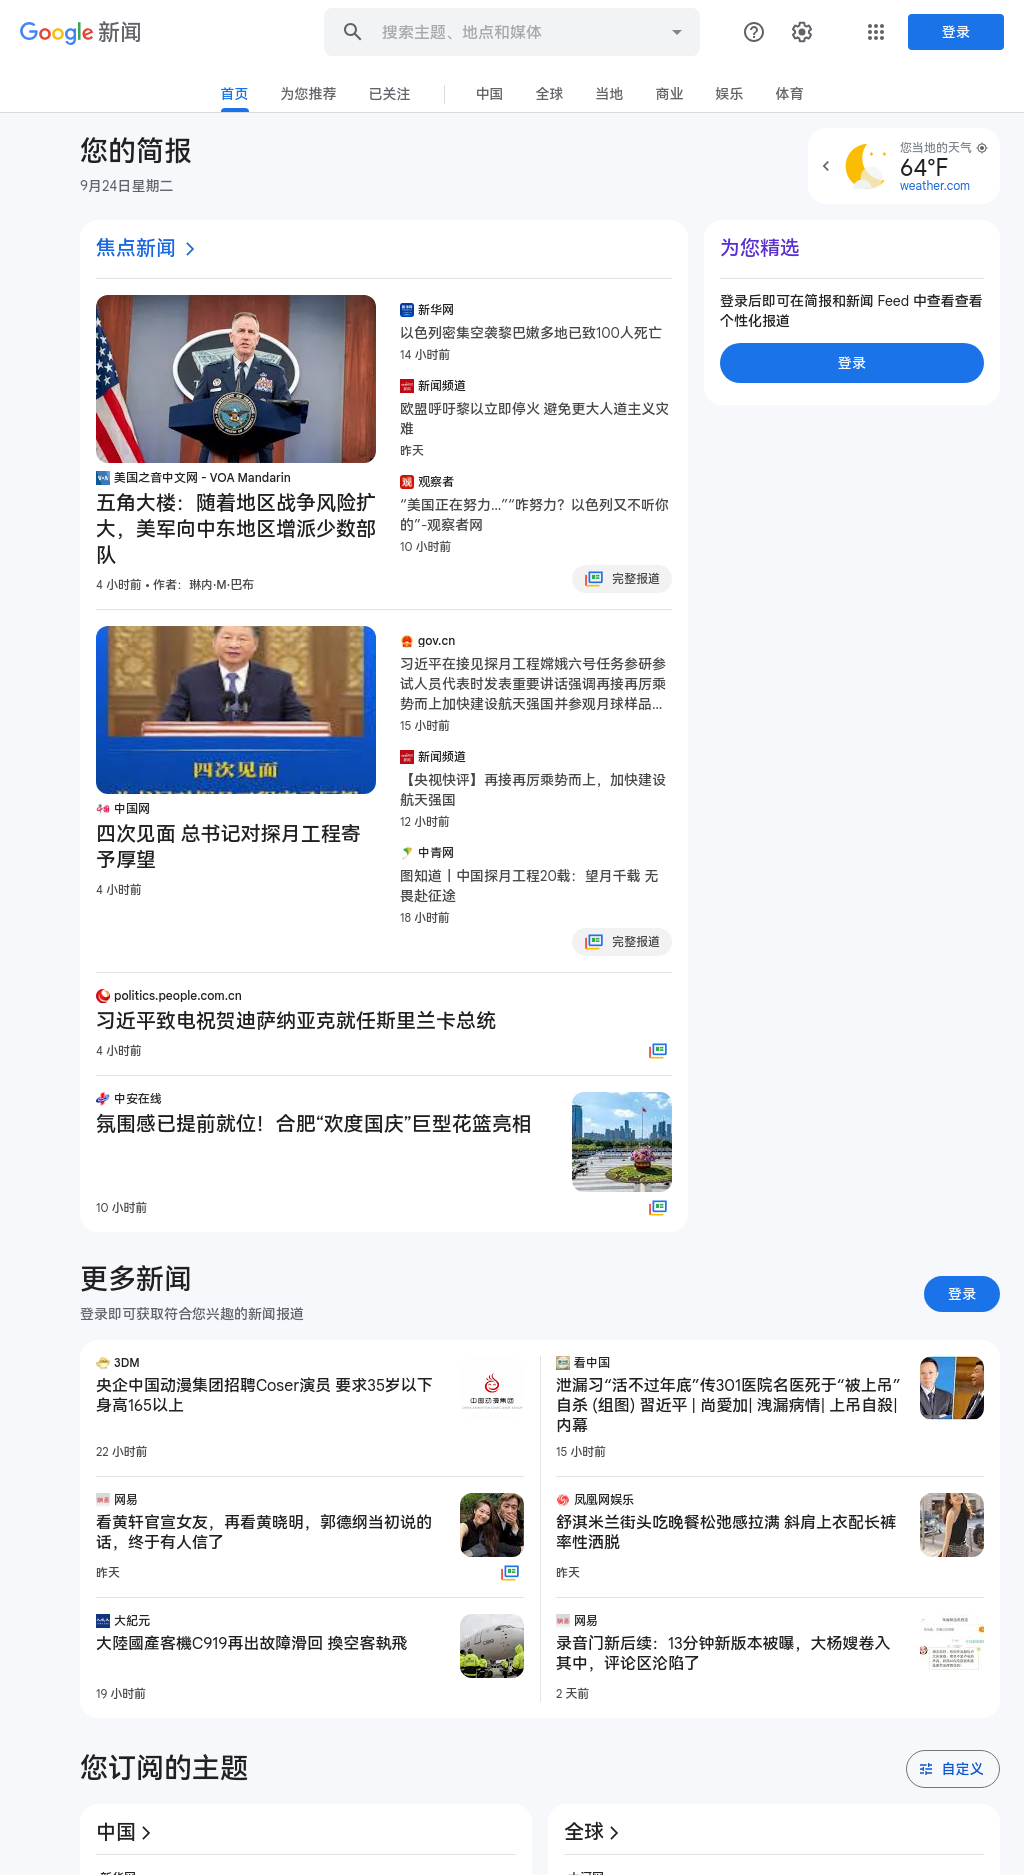 Google 新闻
搜索主题、地点和媒体
登录
首页
为您推荐
已关注
中国
全球
当地
商业
娱乐
体育
您的简报
9月24日星期二
您当地的天气
64°F
weather.com
焦点新闻
美国之音中文网 - VOA Mandarin
五角大楼：随着地区战争风险扩
大，美军向中东地区增派少数部
队
4 小时前 • 作者：琳内·M·巴布
新华网
以色列密集空袭黎巴嫩多地已致100人死亡
14 小时前
新闻频道
欧盟呼吁黎以立即停火 避免更大人道主义灾
难
昨天
观察者
“美国正在努力…”“咋努力？以色列又不听你
的”-观察者网
10 小时前
完整报道
为您精选
登录后即可在简报和新闻 Feed 中查看查看
个性化报道
登录
四次见面
中国网
四次见面 总书记对探月工程寄
予厚望
4 小时前
gov.cn
习近平在接见探月工程嫦娥六号任务参研参
试人员代表时发表重要讲话强调再接再厉乘
势而上加快建设航天强国并参观月球样品...
15 小时前
新闻频道
【央视快评】再接再厉乘势而上，加快建设
航天强国
12 小时前
中青网
图知道丨中国探月工程20载：望月千载 无
畏赴征途
18 小时前
完整报道
politics.people.com.cn
习近平致电祝贺迪萨纳亚克就任斯里兰卡总统
4 小时前
中安在线
氛围感已提前就位！合肥“欢度国庆”巨型花篮亮相
10 小时前
更多新闻
登录即可获取符合您兴趣的新闻报道
登录
3DM
央企中国动漫集团招聘Coser演员 要求35岁以下
身高165以上
22 小时前
中国动漫集团
看中国
泄漏习“活不过年底”传301医院名医死于“被上吊”
自杀 (组图) 習近平 | 尚愛加| 洩漏病情| 上吊自殺|
内幕
15 小时前
网易
看黄轩官宣女友，再看黄晓明，郭德纲当初说的
话，终于有人信了
昨天
凤凰网娱乐
舒淇米兰街头吃晚餐松弛感拉满 斜肩上衣配长裤
率性洒脱
昨天
大紀元
大陸國產客機C919再出故障滑回 換空客執飛
19 小时前
网易
录音门新后续：13分钟新版本被曝，大杨嫂卷入
其中，评论区沦陷了
2 天前
您订阅的主题
自定义
中国
全球